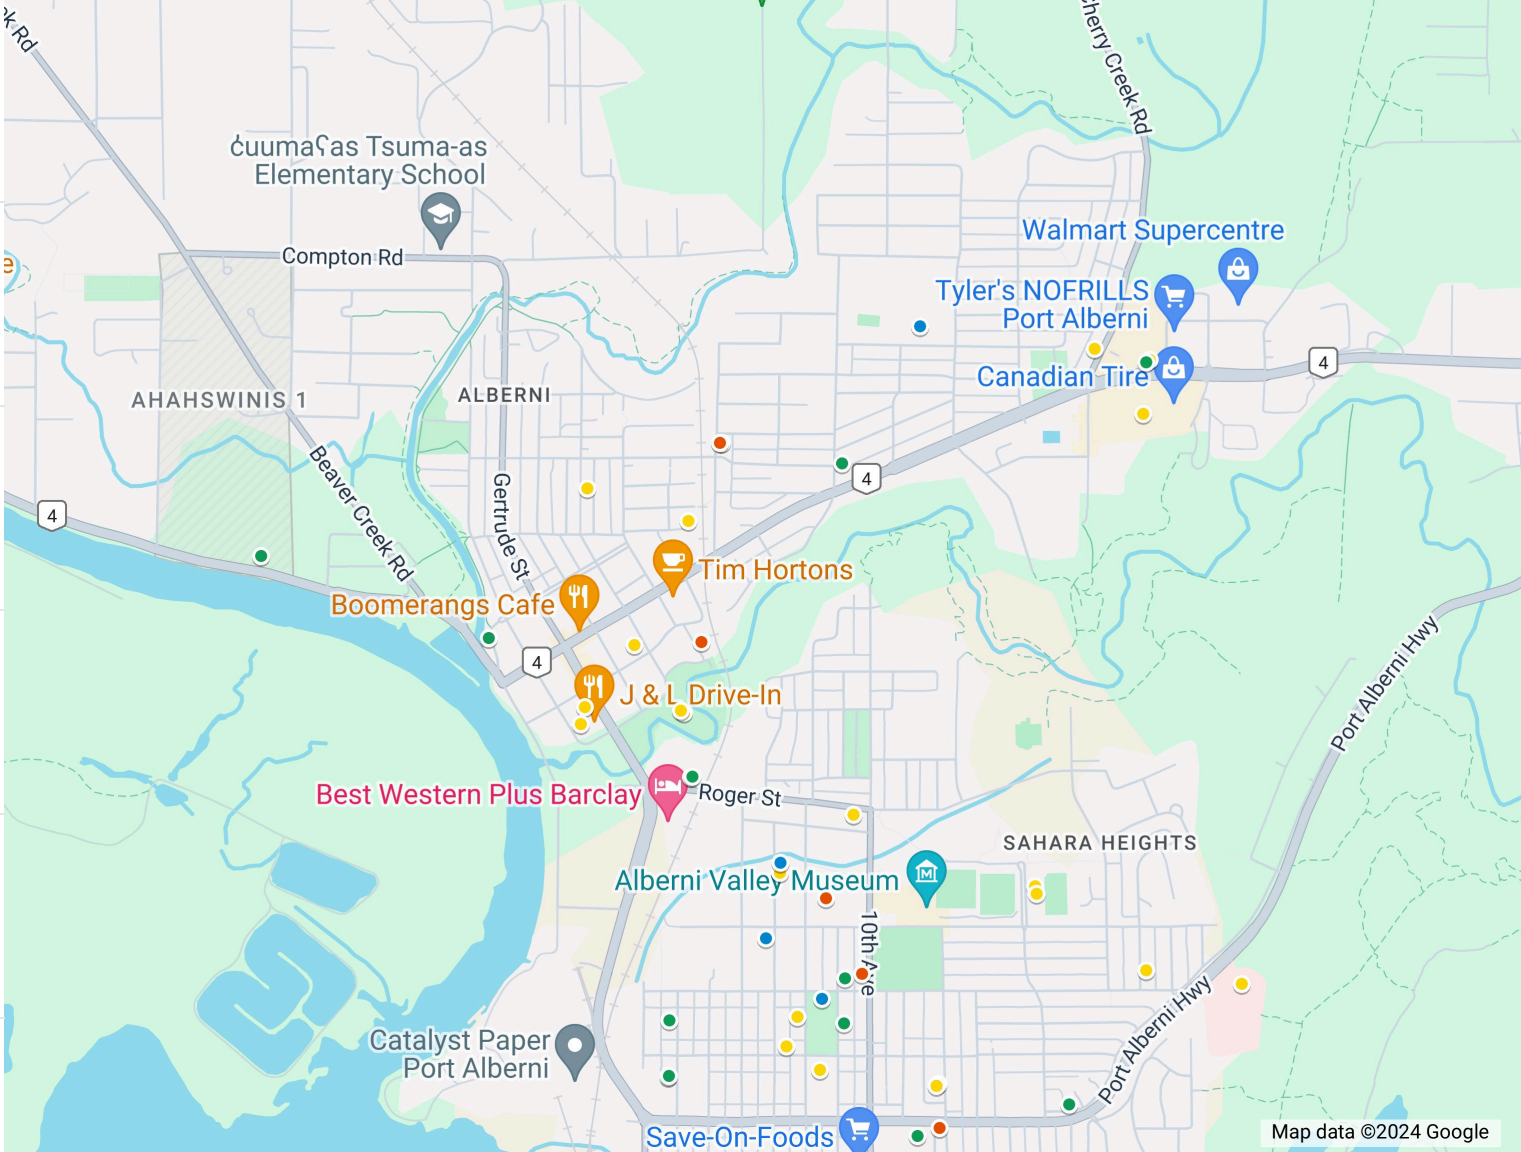 ek Rd
Cherry Creek Rd
c̓uumaʕas Tsuma-as
Elementary School
Compton Rd
Walmart Supercentre
Tyler's NOFRILLS
Port Alberni
e
4
Canadian Tire
AHAHSWINIS 1
ALBERNI
4
4
Beaver Creek Rd
Gertrude St
Tim Hortons
Boomerangs Cafe
4
J & L Drive-In
Port Alberni Hwy
Best Western Plus Barclay
Roger St
SAHARA HEIGHTS
Alberni Valley Museum
M
10th Ave
Port Alberni Hwy
Catalyst Paper
Port Alberni
Save-On-Foods
Map data ©2024 Google